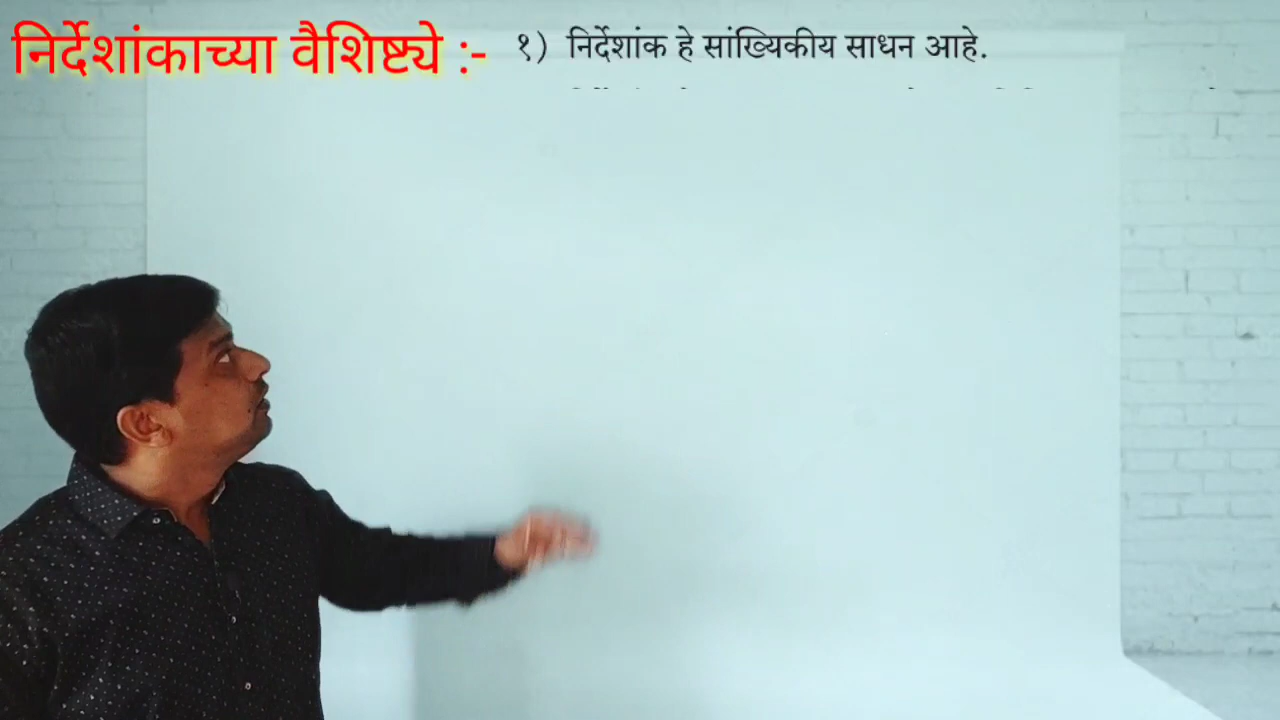 निर्देशांकाच्या वैशिष्ट्ये :- १) निर्देशांक हे सांख्यिकीय साधन आहे.